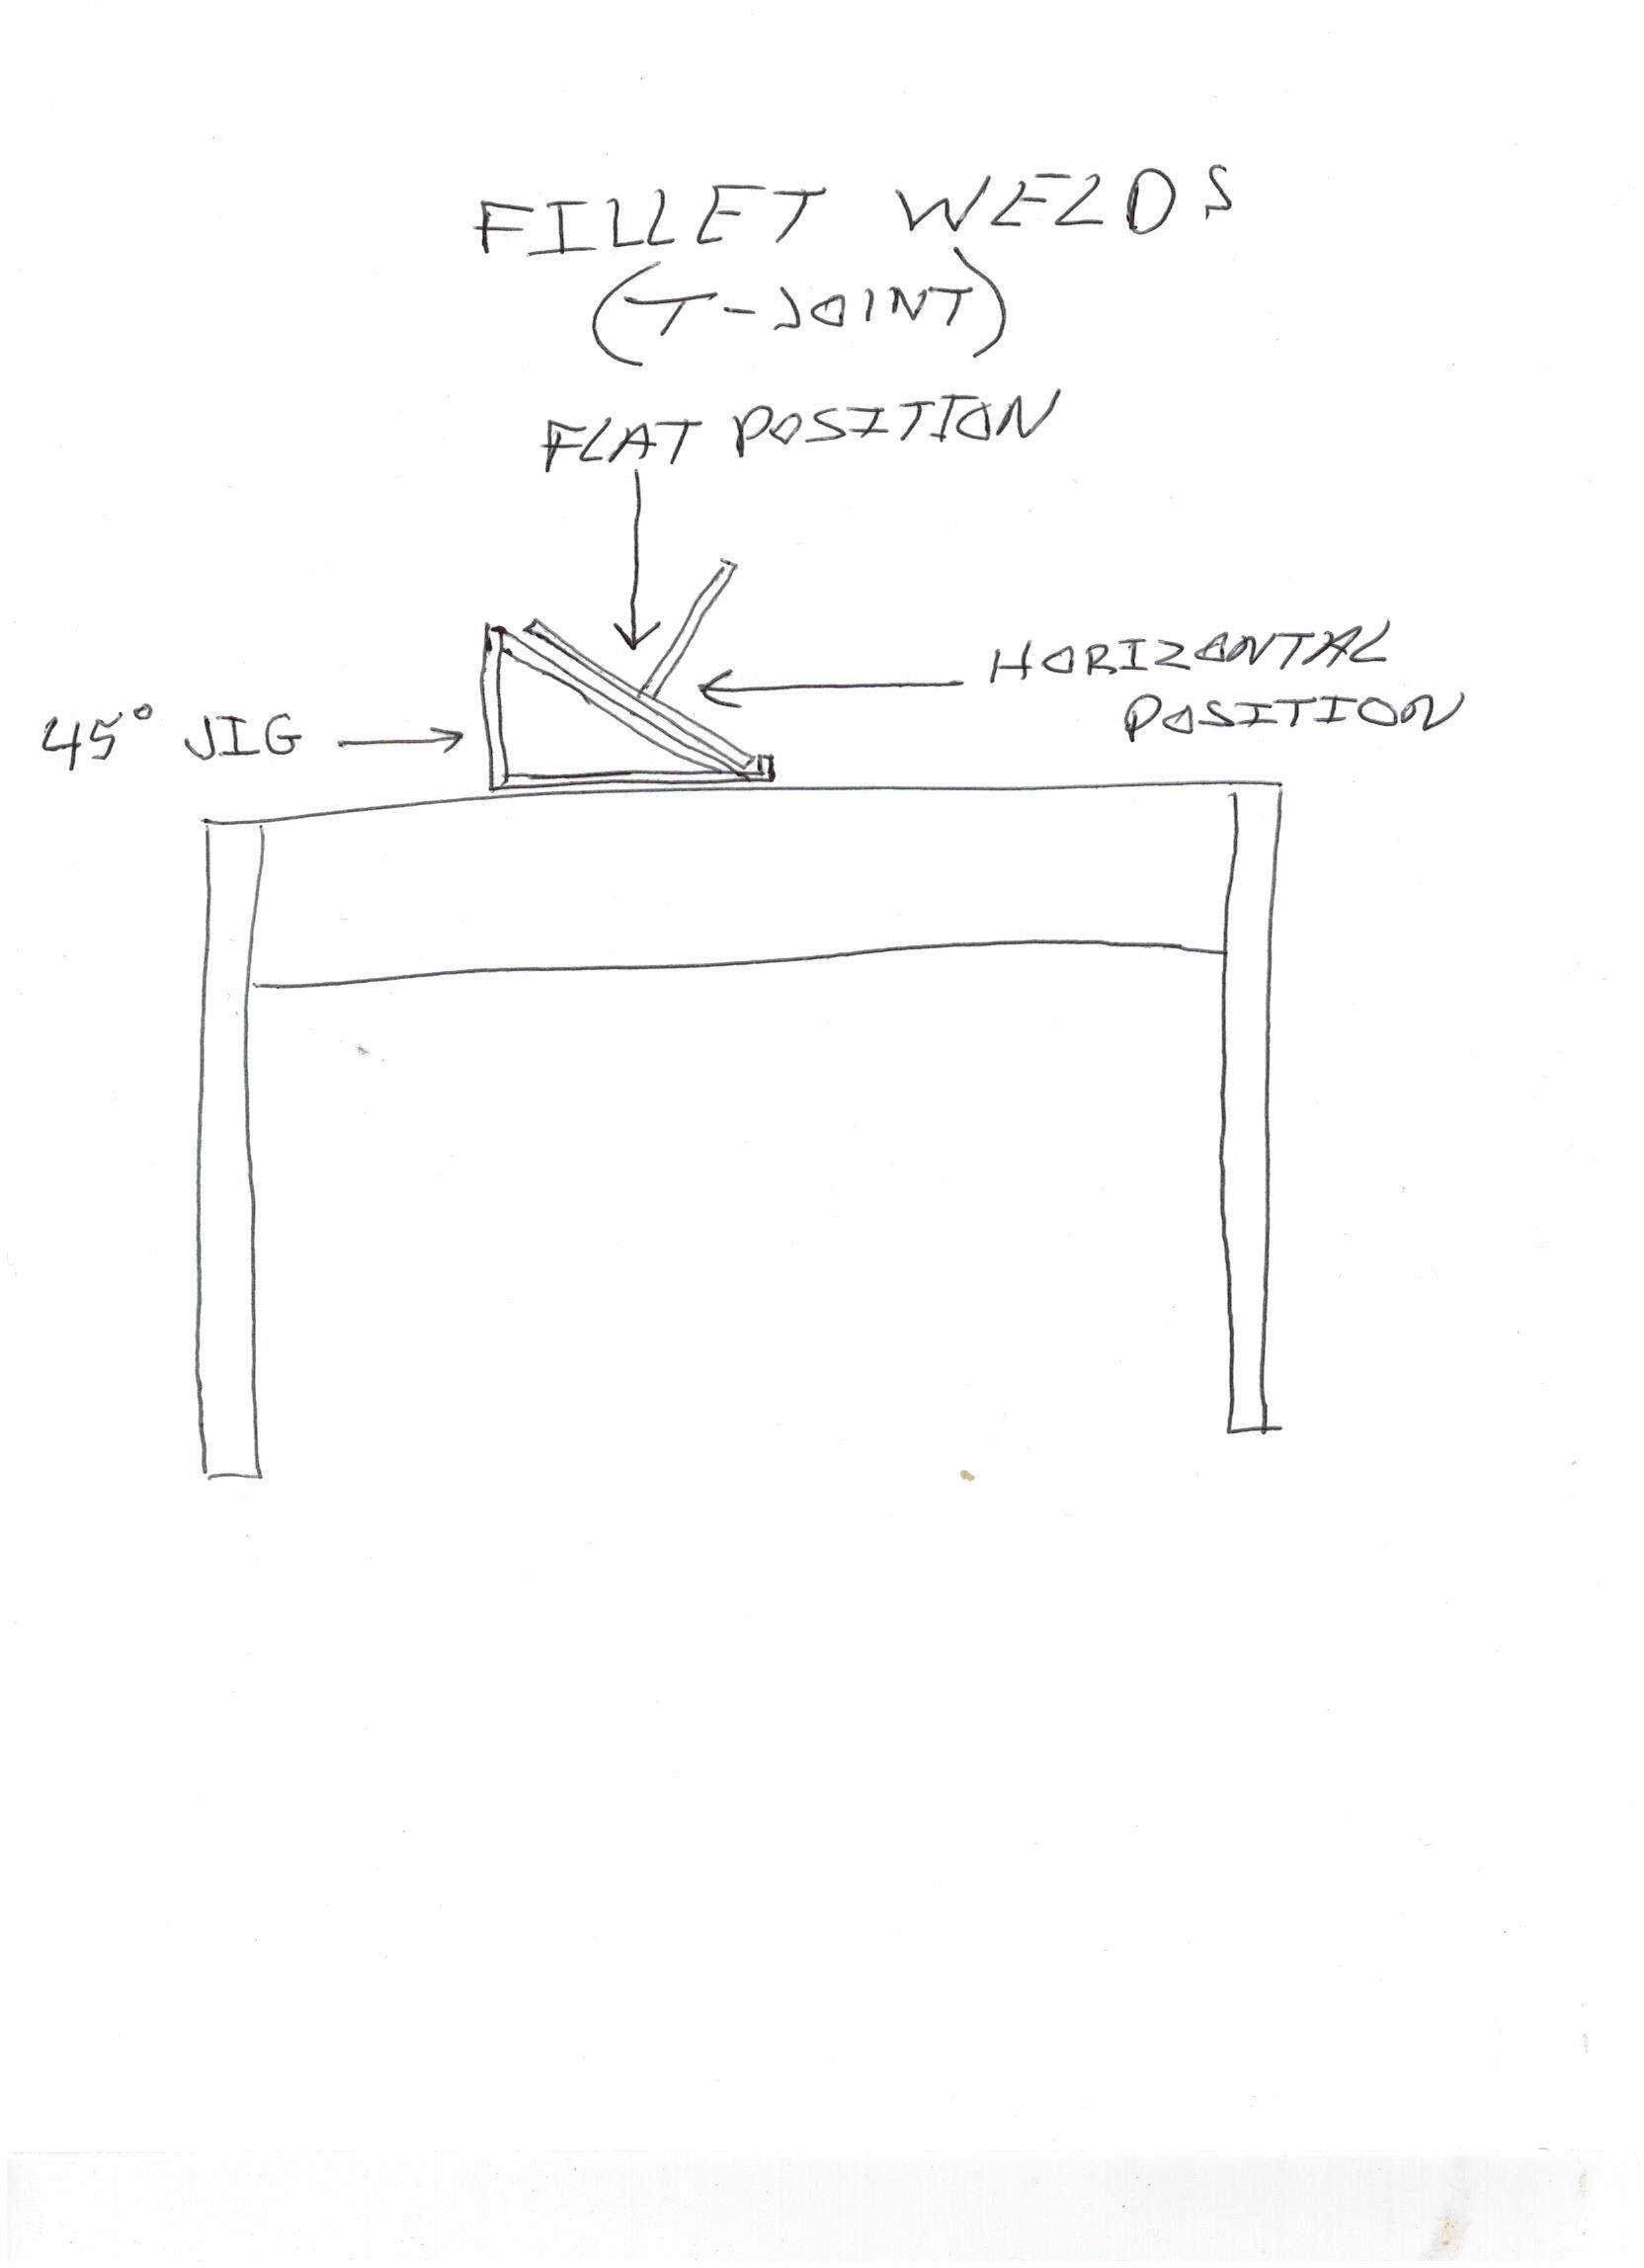 FILLET WELDS
(T-JOINT)
FLAT POSITION
HORIZONTAL
POSITION
45° JIG